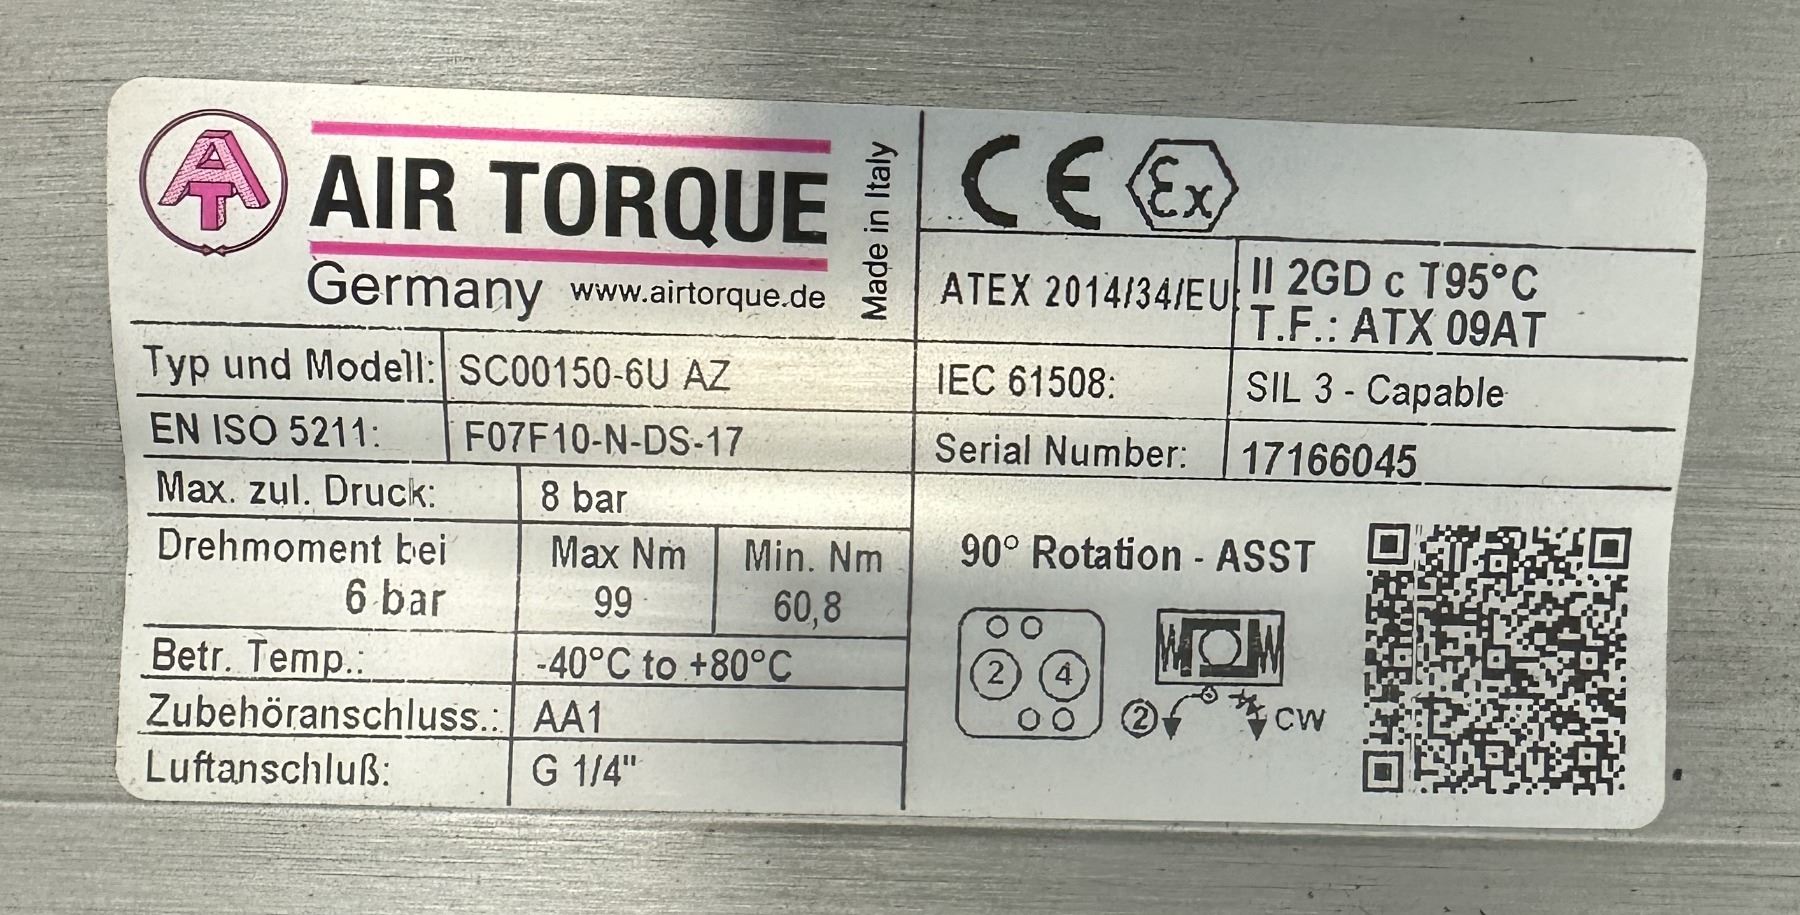 AT
AIR TORQUE
Germany www.airtorque.de
Made in Italy
CE Ex
ATEX 2014/34/EU: II 2GD c T95°C
T.F.: ATX 09AT
Typ und Modell: SC00150-6U AZ
IEC 61508: SIL 3 - Capable
EN ISO 5211: F07F10-N-DS-17
Serial Number: 17166045
Max. zul. Druck: 8 bar
Drehmoment bei Max Nm Min. Nm
6 bar 99 60,8
Betr. Temp.: -40°C to +80°C
Zubehöranschluss.: AA1
Luftanschluß: G 1/4"
90° Rotation - ASST
2 4
2 CW